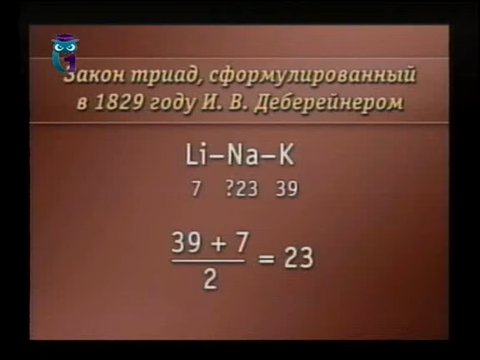 Закон триад, сформулированный
в 1829 году И. В. Деберейнером
Li–Na–K
7 ?23 39
39 + 7
2
= 23